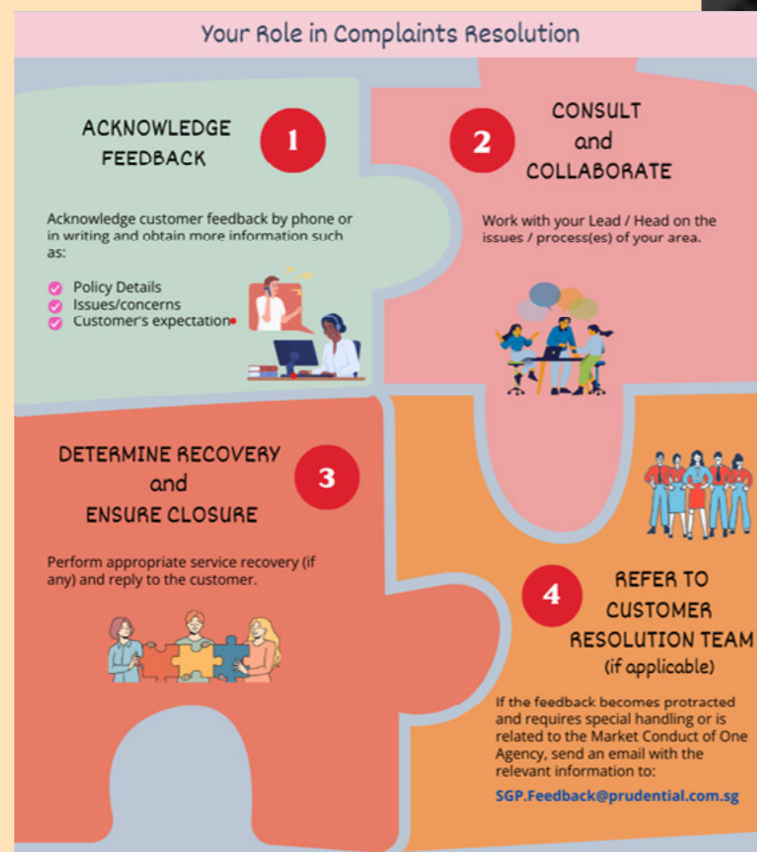 Your Role in Complaints Resolution
ACKNOWLEDGE
FEEDBACK
1
Acknowledge customer feedback by phone or
in writing and obtain more information such
as:
Policy Details
Issues/concerns
Customer's expectation
2
CONSULT
and
COLLABORATE
Work with your Lead / Head on the
issues / process(es) of your area.
DETERMINE RECOVERY
and
ENSURE CLOSURE
3
Perform appropriate service recovery (if
any) and reply to the customer.
4
REFER TO
CUSTOMER
RESOLUTION TEAM
(if applicable)
If the feedback becomes protracted
and requires special handling or is
related to the Market Conduct of One
Agency, send an email with the
relevant information to:
SGP.Feedback@prudential.com.sg